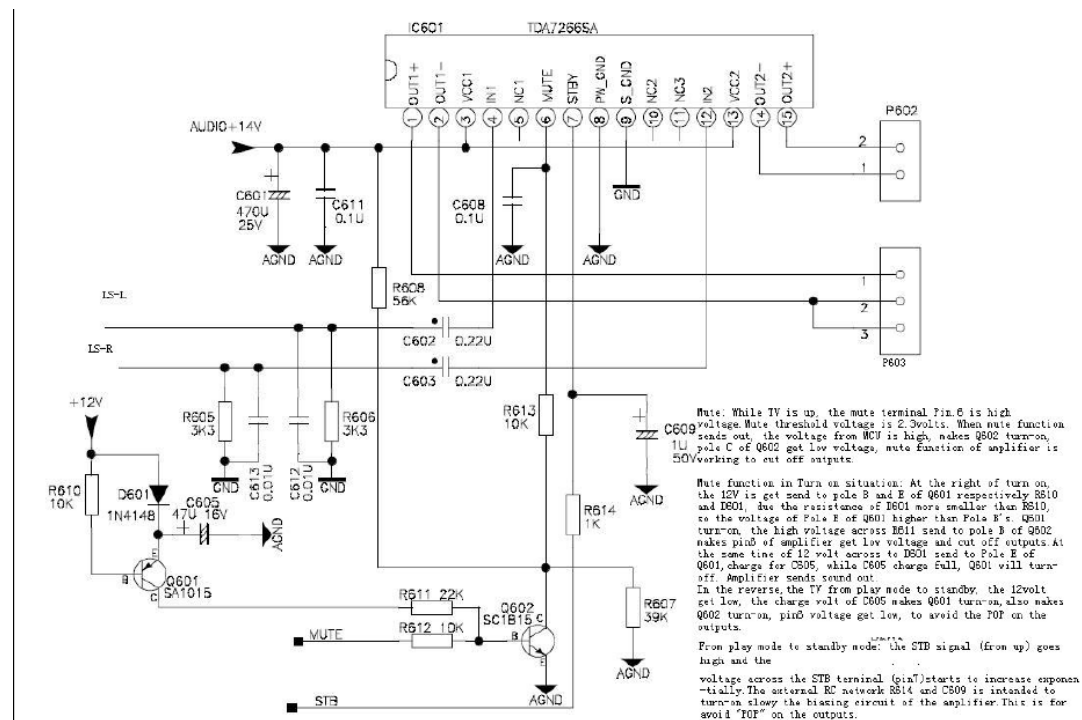 IC601 TDA7266SA
OUT1+ OUT1- VCC1 IN1 NC1 MUTE STBY PW_GND S_GND NC2 NC3 IN2 VCC2 OUT2- OUT2+
1 2 3 4 5 6 7 8 9 10 11 12 13 14 15
P602
AUDIO+14V
2
1
C601
470U
25V
C611
0.1U
C608
0.1U
GND
AGND AGND AGND AGND
R608
56K
1
2
3
P603
LS-L
C602 0.22U
LS-R
C603 0.22U
+12V
R605
3K3
R606
3K3
R613
10K
C609
1U
50V
GND C613 0.01U C612 0.01U GND
AGND
R610
10K
D601
1N4148
C605
47U 16V
AGND
R614
1K
E
B
C
Q601
SA1015
R611 22K
Q602
SC1815
R607
39K
MUTE R612 10K
B
E
AGND
AGND
STB
Mute: While TV is up, the mute terminal Pin.6 is high
voltage.Mute threshold voltage is 2.3volts. When mute function
sends out, the voltage from MCU is high, makes Q602 turn-on,
pole C of Q602 get low voltage, mute function of amplifier is
working to cut off outputs.
Mute function in Turn on situation: At the right of turn on,
the 12V is get send to pole B and E of Q601 respectively R610
and D601, due the resistance of D601 more smaller than R610,
so the voltage of Pole E of Q601 higher than Pole B's. Q601
turn-on, the high voltage across R611 send to pole B of Q602
makes pin6 of amplifier get low voltage and cut off outputs.At
the same time of 12 volt across to D601 send to Pole E of
Q601,charge for C605, while C605 charge full, Q601 will turn-
off. Amplifier sends sound out.
In the reverse,the TV from play mode to standby, the 12volt
get low, the charge volt of C605 makes Q601 turn-on,also makes
Q602 turn-on, pin6 voltage get low, to avoid the POP on the
outputs.
From play mode to standby mode: the STB signal (from up) goes
high and the
voltage across the STB terminal (pin7)starts to increase exponen
-tially.The external RC network R614 and C609 is intended to
turn-on slowy the biasing circuit of the amplifier.This is for
avoid "POP" on the outputs.